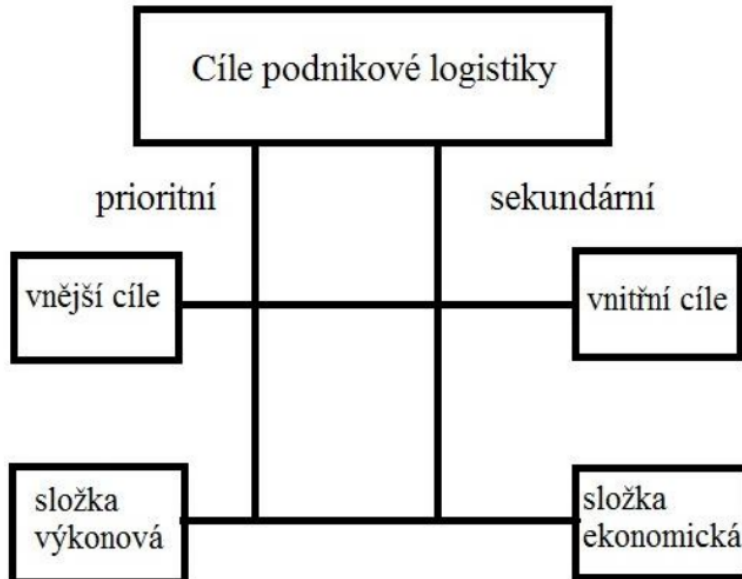 Cíle podnikové logistiky
prioritní
sekundární
vnější cíle
vnitřní cíle
složka
výkonová
složka
ekonomická